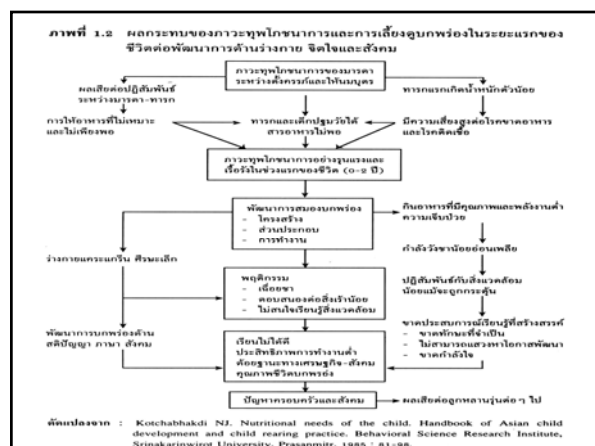 ภาพที่ 1.2 ผลกระทบของภาวะทุพโภชนาการและการเลี้ยงดูบกพร่องในระยะแรกของ
ชีวิตต่อพัฒนาการด้านร่างกาย จิตใจและสังคม
ภาวะทุพโภชนาการของมารดา
ระหว่างตั้งครรภ์และให้นมบุตร
ผลเสียต่อปฏิสัมพันธ์
ระหว่างมารดา-ทารก
ทารกแรกเกิดน้ำหนักตัวน้อย
การให้อาหารที่ไม่เหมาะ
และไม่เพียงพอ
ทารกและเด็กปฐมวัยได้
สารอาหารไม่พอ
มีความเสี่ยงสูงต่อโรคขาดอาหาร
และโรคติดเชื้อ
ภาวะทุพโภชนาการอย่างรุนแรงและ
เรื้อรังในช่วงแรกของชีวิต (0-2 ปี)
พัฒนาการสมองบกพร่อง
- โครงสร้าง
- ส่วนประกอบ
- การทำงาน
กินอาหารที่มีคุณภาพและพลังงานต่ำ
ความเจ็บป่วย
กำลังวังชาน้อยอ่อนเพลีย
ร่างกายแคระแกร็น ศีรษะเล็ก
พฤติกรรม
- เฉื่อยชา
- ตอบสนองต่อสิ่งเร้าน้อย
- ไม่สนใจเรียนรู้สิ่งแวดล้อม
ปฏิสัมพันธ์กับสิ่งแวดล้อม
น้อยแม้จะถูกกระตุ้น
พัฒนาการบกพร่องด้าน
สติปัญญา ภาษา สังคม
เรียนไม่ได้ดี
ประสิทธิภาพการทำงานต่ำ
ด้อยฐานะทางเศรษฐกิจ-สังคม
คุณภาพชีวิตบกพร่อง
ขาดประสบการณ์เรียนรู้ที่สร้างสรรค์
- ขาดทักษะที่จำเป็น
- ไม่สามารถแสวงหาโอกาสพัฒนา
- ขาดกำลังใจ
ปัญหาครอบครัวและสังคม
ผลเสียต่อลูกหลานรุ่นต่อๆ ไป
ดัดแปลงจาก : Kotchabhakdi NJ. Nutritional needs of the child. Handbook of Asian child
development and child rearing practice. Behavioral Science Research Institute,
Srinakarinwirot University, Prasanmitr. 1985 : 81-98.